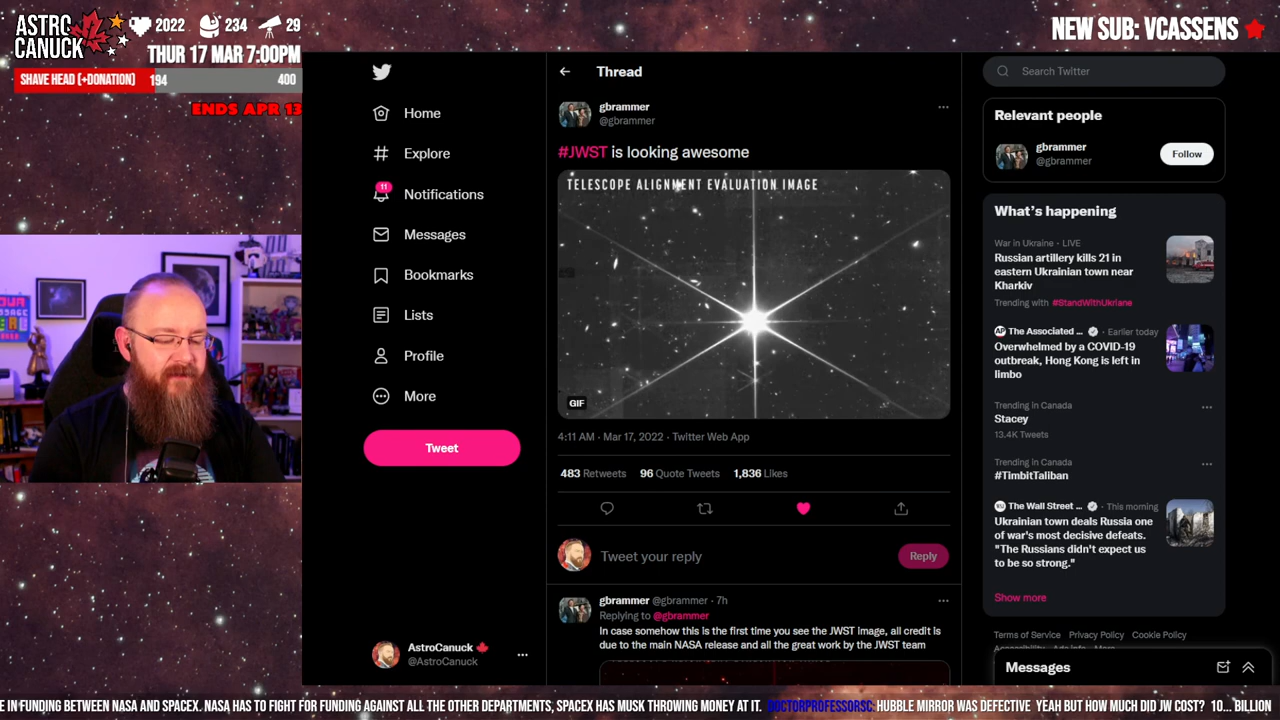 ASTRO
CANUCK
2022
234
29
THUR 17 MAR 7:00PM
SHAVE HEAD (+DONATION) 194 400
ENDS APR 13
NEW SUB: VCASSENS
Home
Explore
11
Notifications
Messages
Bookmarks
Lists
Profile
More
Tweet
AstroCanuck
@AstroCanuck
Thread
gbrammer
@gbrammer
#JWST is looking awesome
TELESCOPE ALIGNMENT EVALUATION IMAGE
GIF
4:11 AM · Mar 17, 2022 · Twitter Web App
483 Retweets 96 Quote Tweets 1,836 Likes
Tweet your reply
Reply
gbrammer @gbrammer · 7h
Replying to @gbrammer
In case somehow this is the first time you see the JWST image, all credit is
due to the main NASA release and all the great work by the JWST team
Search Twitter
Relevant people
gbrammer
@gbrammer
Follow
What's happening
War in Ukraine · LIVE
Russian artillery kills 21 in
eastern Ukrainian town near
Kharkiv
Trending with #StandWithUkriane
AP The Associated ... · Earlier today
Overwhelmed by a COVID-19
outbreak, Hong Kong is left in
limbo
Trending in Canada
Stacey
13.4K Tweets
Trending in Canada
#TimbitTaliban
The Wall Street ... · This morning
Ukrainian town deals Russia one
of war's most decisive defeats.
"The Russians didn't expect us
to be so strong."
Show more
Terms of Service Privacy Policy Cookie Policy
Messages
E IN FUNDING BETWEEN NASA AND SPACEX. NASA HAS TO FIGHT FOR FUNDING AGAINST ALL THE OTHER DEPARTMENTS, SPACEX HAS MUSK THROWING MONEY AT IT. DOCTORPROFESSORSC: HUBBLE MIRROR WAS DEFECTIVE YEAH BUT HOW MUCH DID JW COST? 10... BILLION